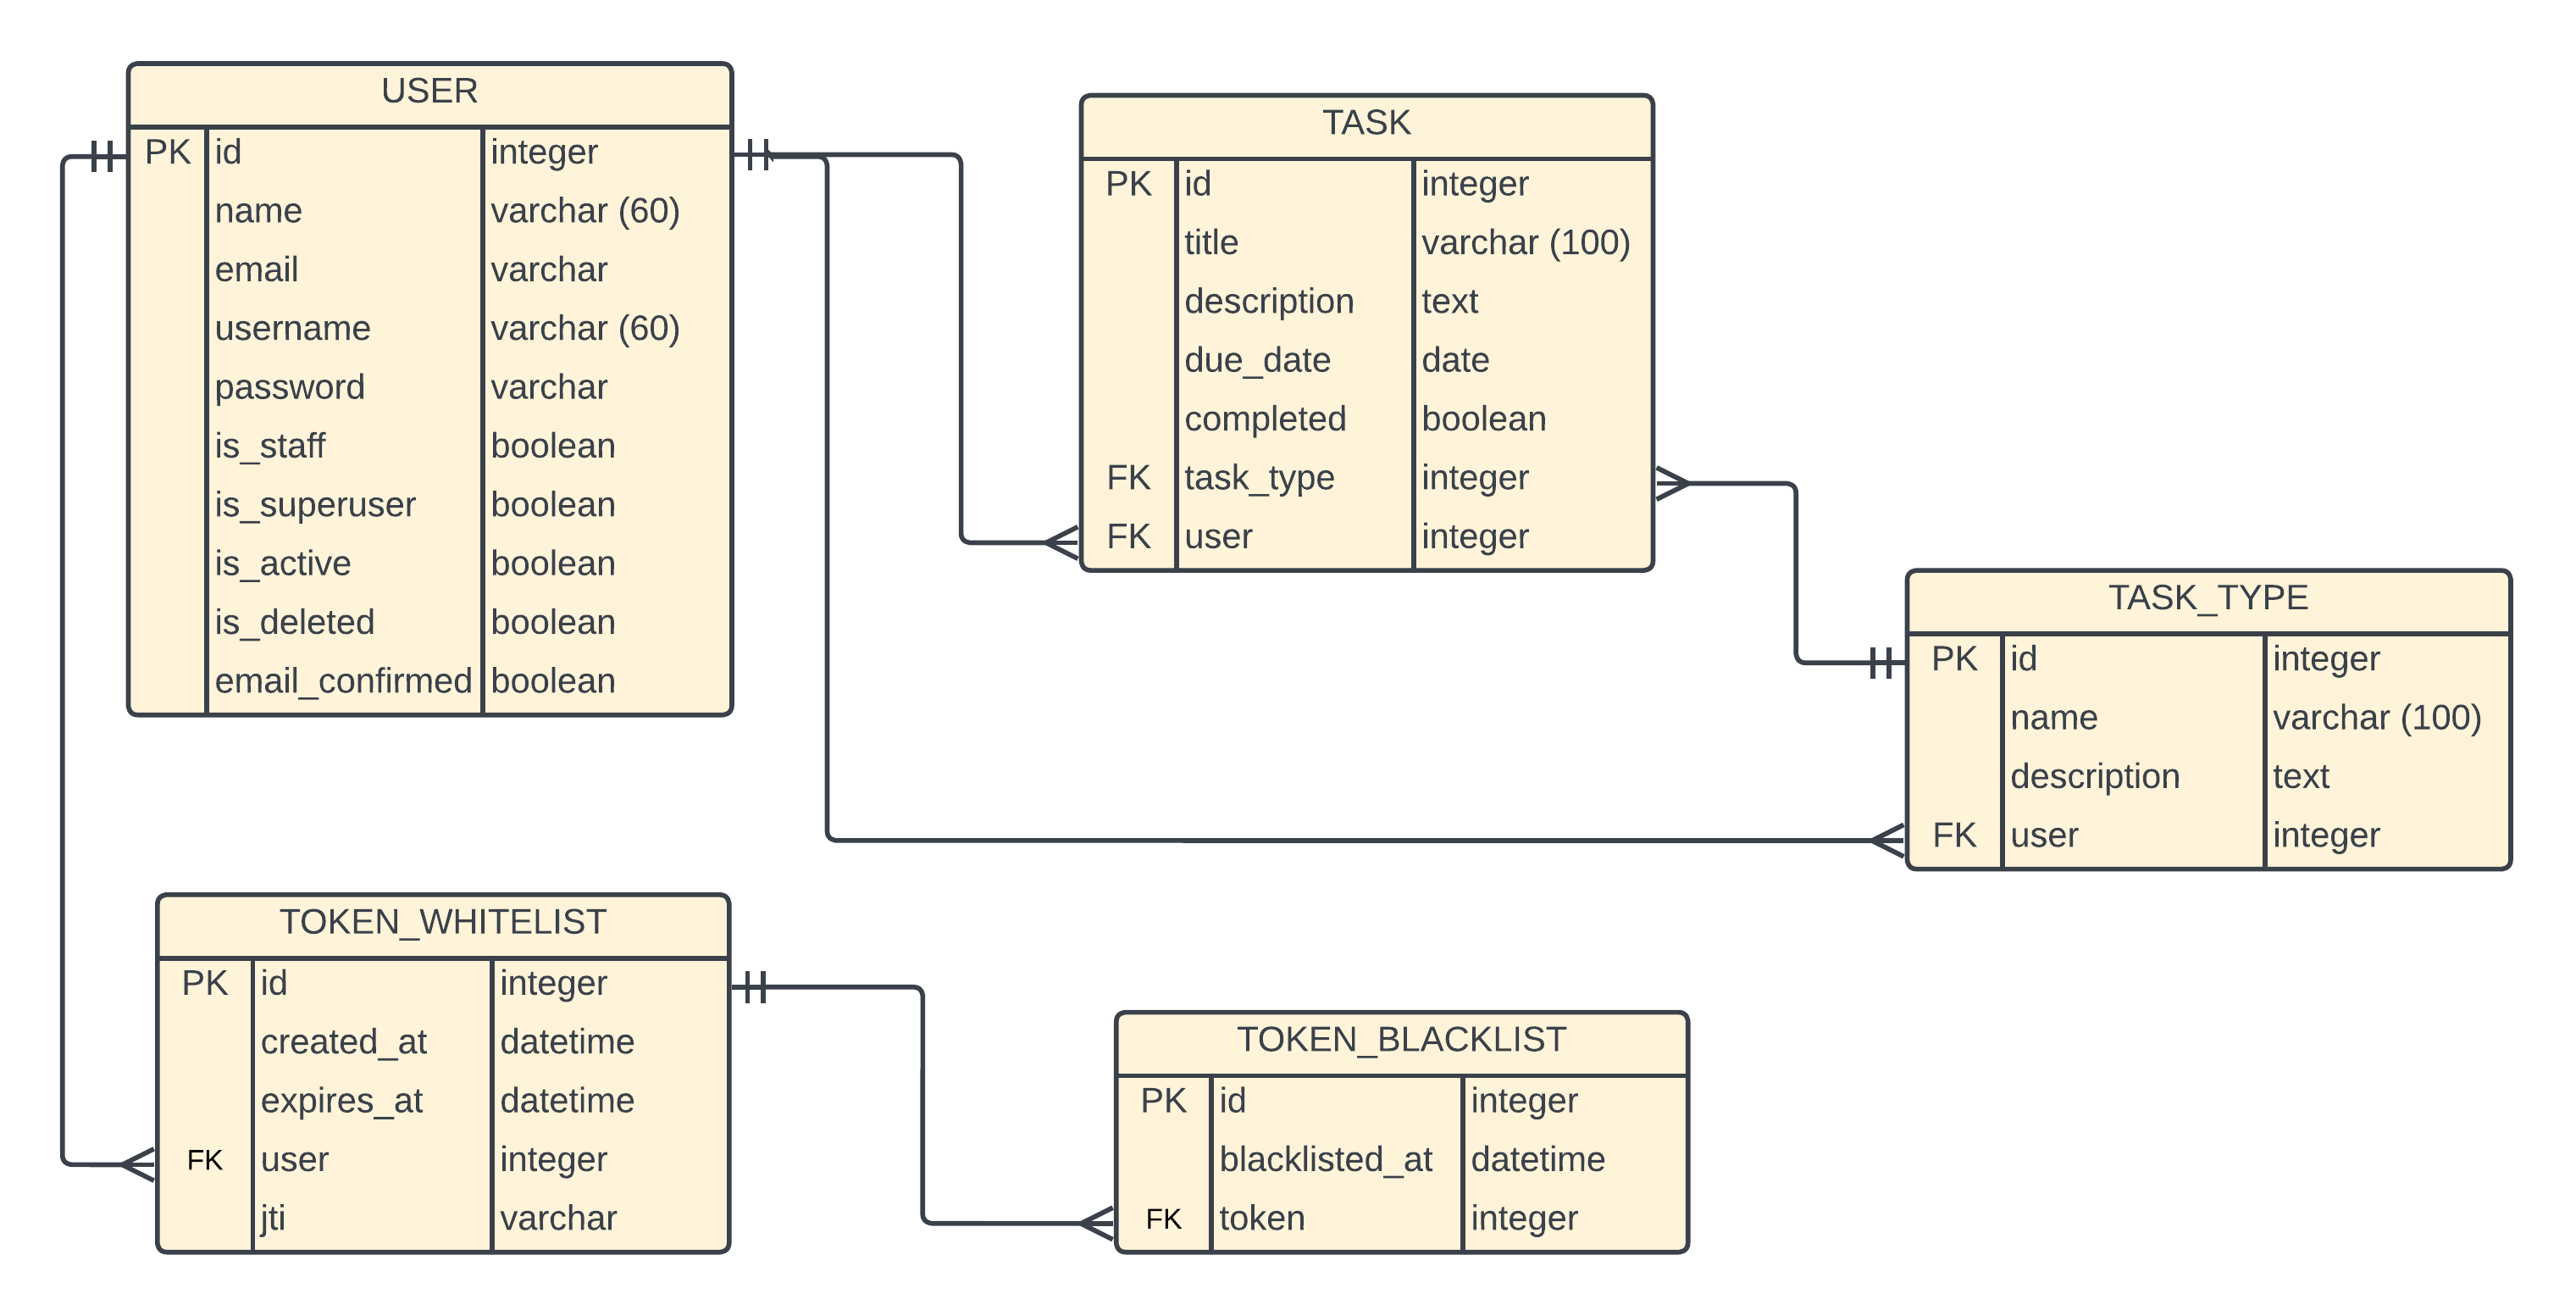 USER
PK id integer
name varchar (60)
email varchar
username varchar (60)
password varchar
is_staff boolean
is_superuser boolean
is_active boolean
is_deleted boolean
email_confirmed boolean
TASK
PK id integer
title varchar (100)
description text
due_date date
completed boolean
FK task_type integer
FK user integer
TASK_TYPE
PK id integer
name varchar (100)
description text
FK user integer
TOKEN_WHITELIST
PK id integer
created_at datetime
expires_at datetime
FK user integer
jti varchar
TOKEN_BLACKLIST
PK id integer
blacklisted_at datetime
FK token integer